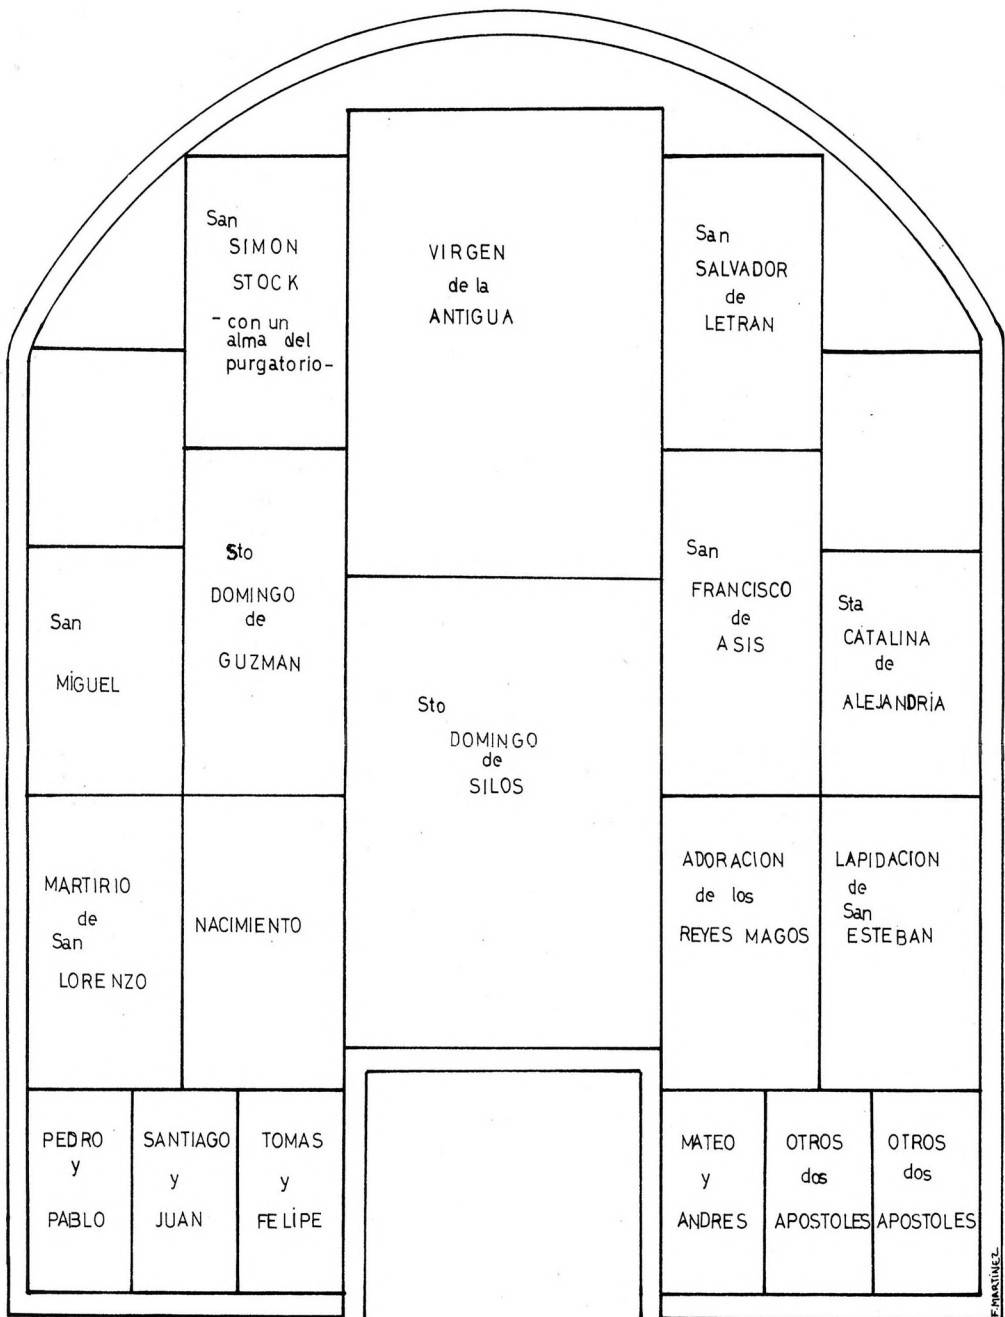 San
SIMON
STOCK
- con un
alma del
purgatorio-
VIRGEN
de la
ANTIGUA
San
SALVADOR
de
LETRAN
San
MIGUEL
Sto
DOMINGO
de
GUZMAN
Sto
DOMINGO
de
SILOS
San
FRANCISCO
de
ASIS
Sta
CATALINA
de
ALEJANDRÍA
MARTIRIO
de
San
LORENZO
NACIMIENTO
ADORACION
de los
REYES MAGOS
LAPIDACION
de
San
ESTEBAN
PEDRO
y
PABLO
SANTIAGO
y
JUAN
TOMAS
y
FELIPE
MATEO
y
ANDRES
OTROS
dos
APOSTOLES
OTROS
dos
APOSTOLES
F.MARTINEZ